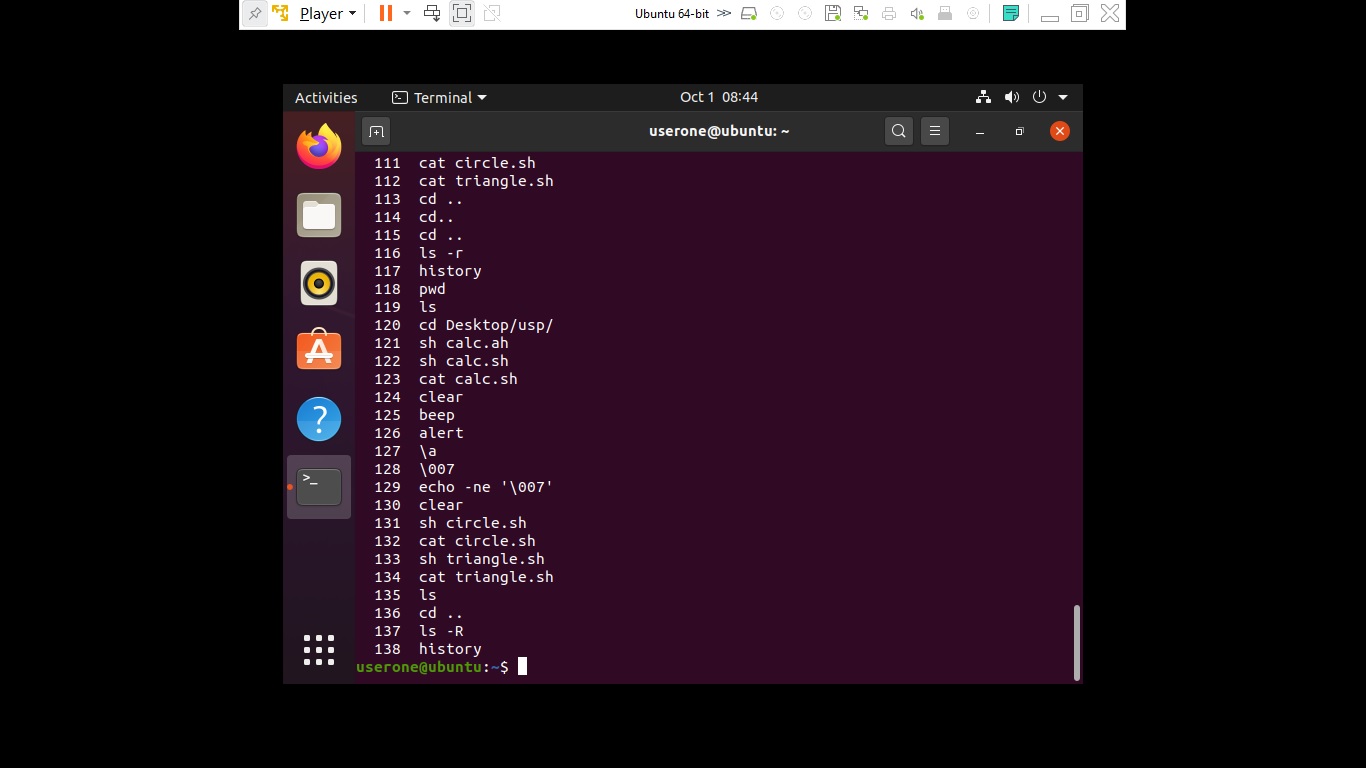 Player
Ubuntu 64-bit
Activities
Terminal
Oct 1 08:44
userone@ubuntu: ~
111 cat circle.sh
112 cat triangle.sh
113 cd ..
114 cd..
115 cd ..
116 ls -r
117 history
118 pwd
119 ls
120 cd Desktop/usp/
121 sh calc.ah
122 sh calc.sh
123 cat calc.sh
124 clear
125 beep
126 alert
127 \a
128 \007
129 echo -ne '\007'
130 clear
131 sh circle.sh
132 cat circle.sh
133 sh triangle.sh
134 cat triangle.sh
135 ls
136 cd ..
137 ls -R
138 history
userone@ubuntu:~$